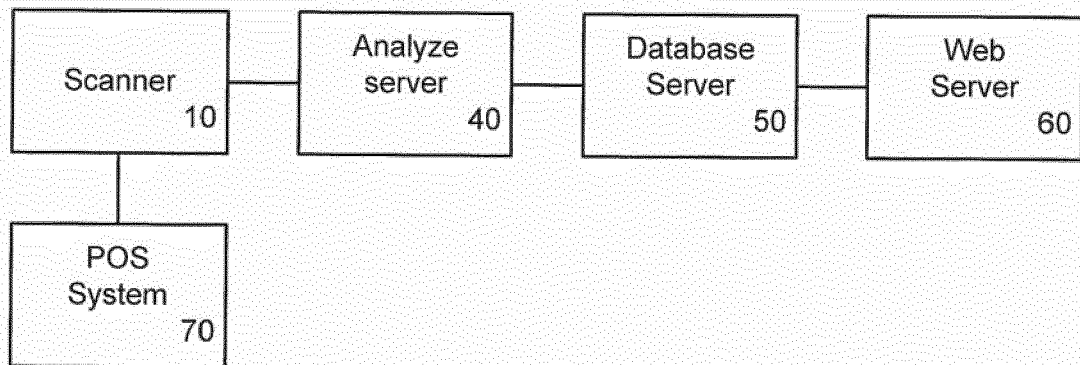 Scanner
10
Analyze
server
40
Database
Server
50
Web
Server
60
POS
System
70